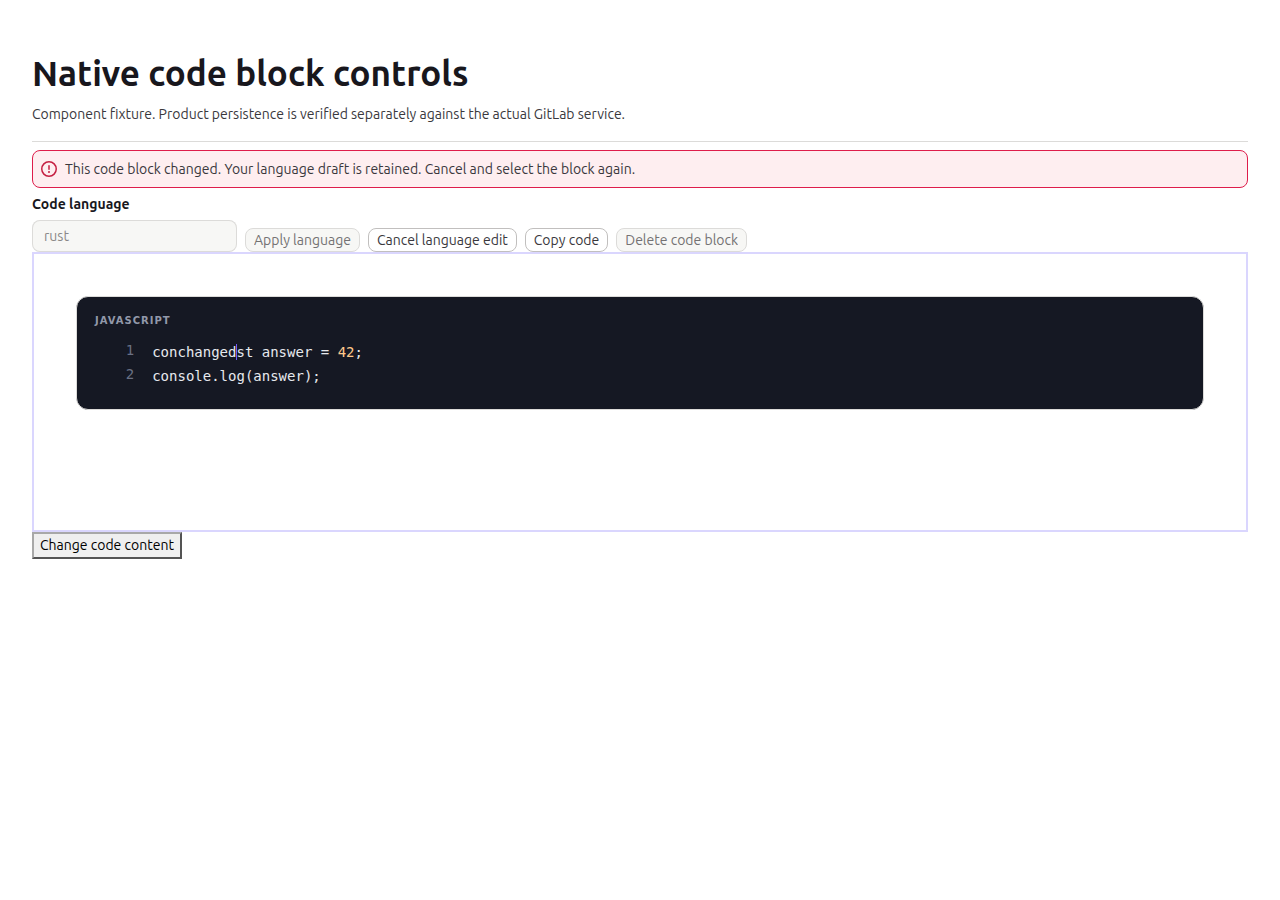 Native code block controls
Component fixture. Product persistence is verified separately against the actual GitLab service.
This code block changed. Your language draft is retained. Cancel and select the block again.
Code language
rust Apply language Cancel language edit Copy code Delete code block
JAVASCRIPT
1 conchangedst answer = 42;
2 console.log(answer);
Change code content